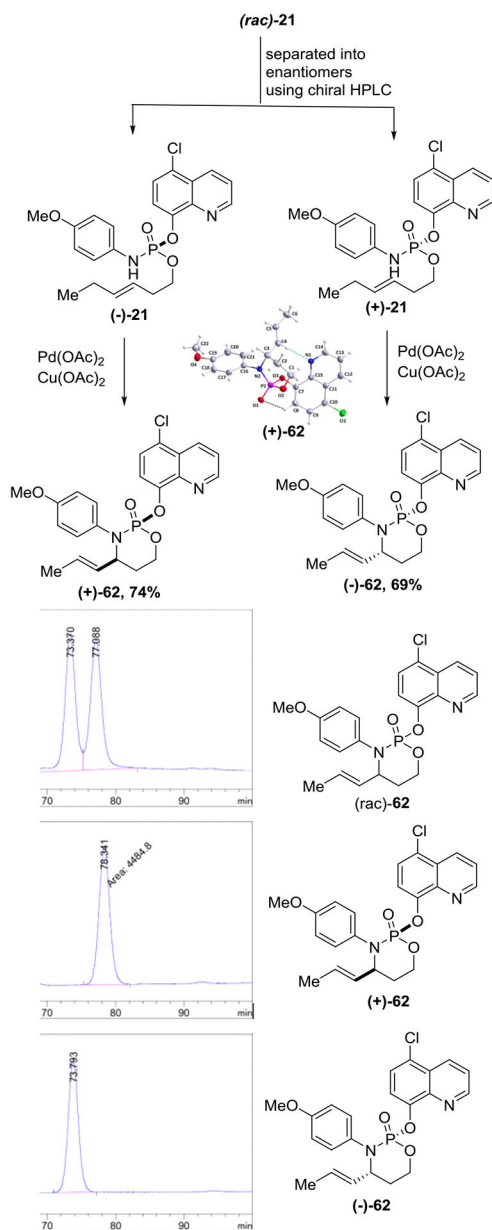 (rac)-21
separated into
enantiomers
using chiral HPLC
Cl
N
MeO
O
P
O
N
H
O
Me
(-)-21
Cl
N
MeO
O
P
O
N
H
O
Me
(+)-21
Pd(OAc)2
Cu(OAc)2
Pd(OAc)2
Cu(OAc)2
(+)-62
Cl
N
MeO
O
P
O
N
O
Me
(+)-62, 74%
Cl
N
MeO
O
P
O
N
O
Me
(-)-62, 69%
73.370
77.088
70 80 90 min
Cl
N
MeO
O
P
O
N
O
Me
(rac)-62
78.341
Area: 4484.8
70 80 90 min
Cl
N
MeO
O
P
O
N
O
Me
(+)-62
73.793
70 80 90 min
Cl
N
MeO
O
P
O
N
O
Me
(-)-62